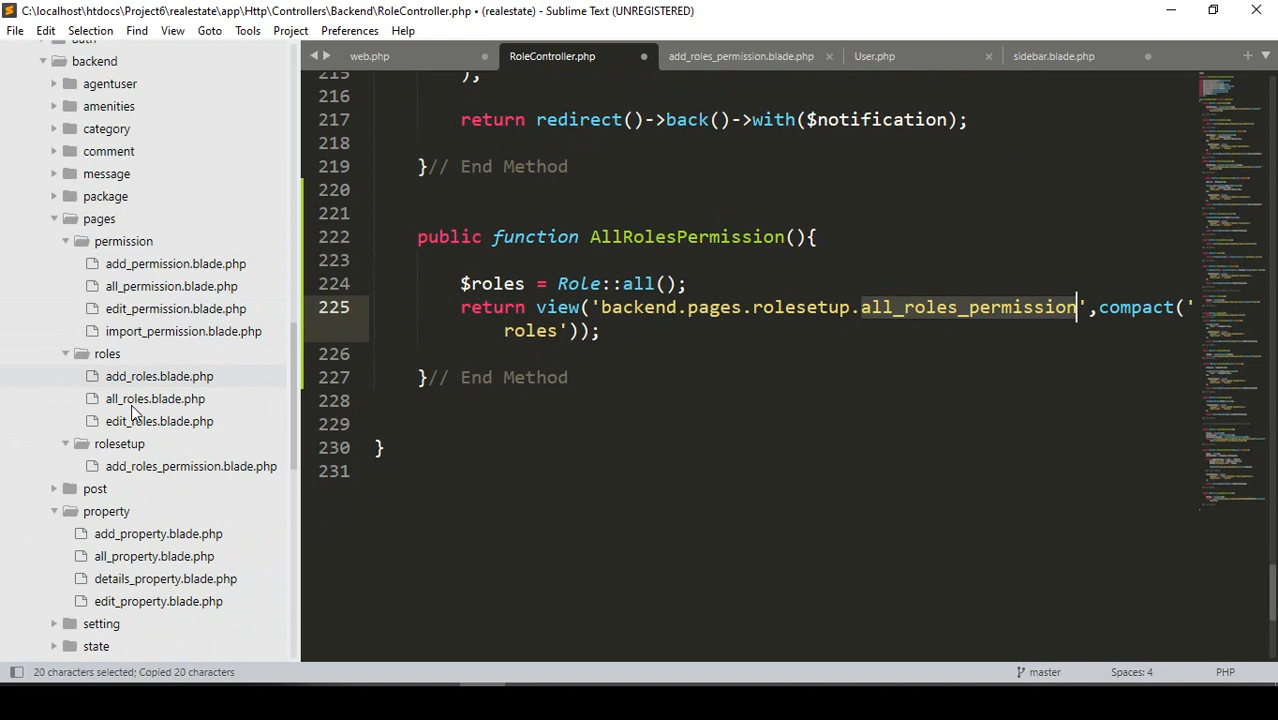 C:\localhost\htdocs\Project6\realestate\app\Http\Controllers\Backend\RoleController.php • (realestate) - Sublime Text (UNREGISTERED)
File Edit Selection Find View Goto Tools Project Preferences Help
web.php RoleController.php add_roles_permission.blade.php User.php sidebar.blade.php
backend
agentuser
amenities
category
comment
message
package
pages
permission
add_permission.blade.php
all_permission.blade.php
edit_permission.blade.php
import_permission.blade.php
roles
add_roles.blade.php
all_roles.blade.php
edit_roles.blade.php
rolesetup
add_roles_permission.blade.php
post
property
add_property.blade.php
all_property.blade.php
details_property.blade.php
edit_property.blade.php
setting
state
215 );
216
217 return redirect()->back()->with($notification);
218
219 }// End Method
220
221
222 public function AllRolesPermission(){
223
224 $roles = Role::all();
225 return view('backend.pages.rolesetup.all_roles_permission',compact('
roles'));
226
227 }// End Method
228
229
230 }
231
20 characters selected; Copied 20 characters master Spaces: 4 PHP